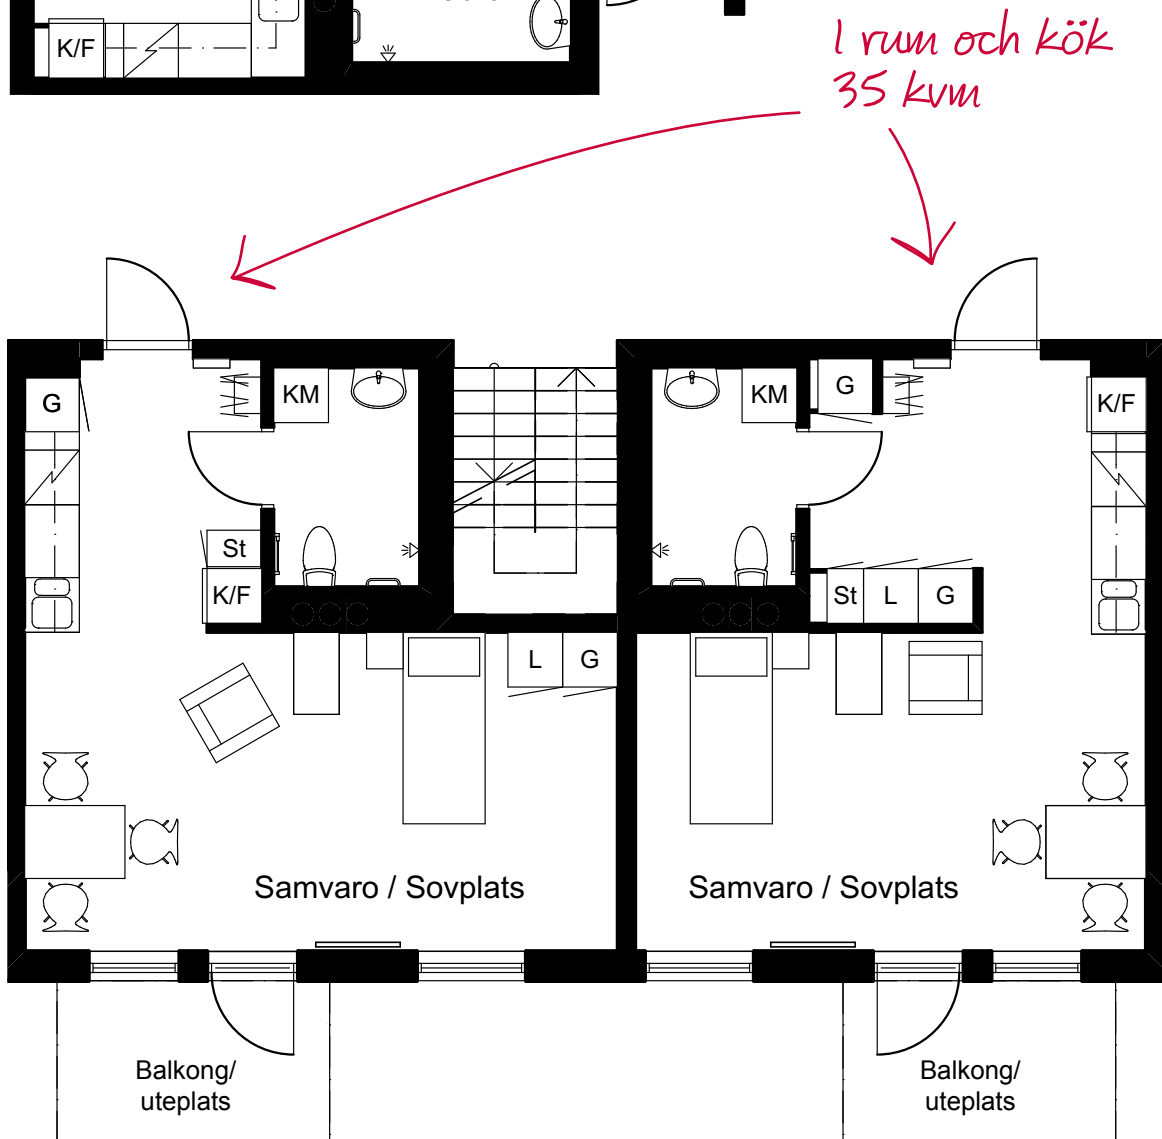 K/F
1 rum och kök
35 kvm
G
KM
KM
G
K/F
St
K/F
St
L
G
L
G
Samvaro / Sovplats
Samvaro / Sovplats
Balkong/
uteplats
Balkong/
uteplats